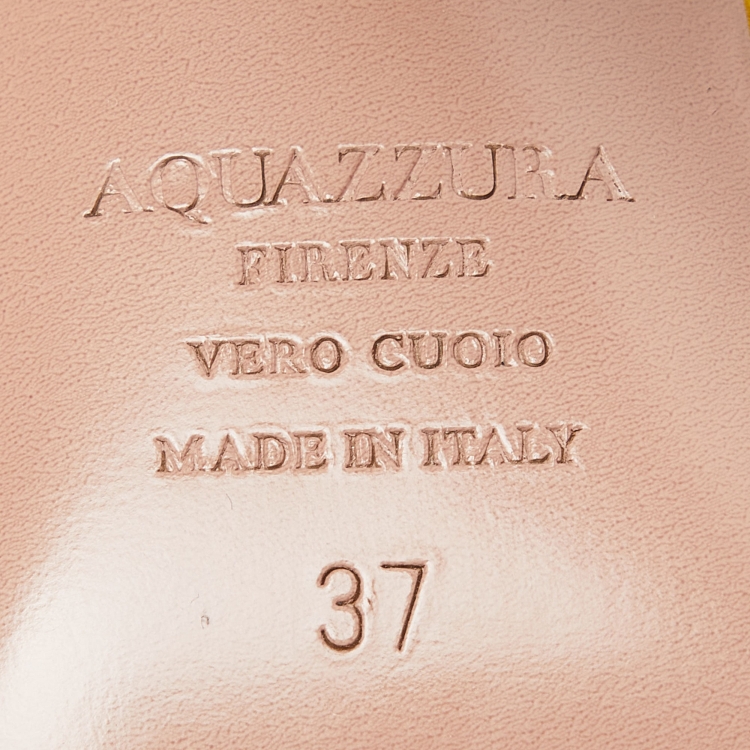 AQUAZZURA
FIRENZE
VERO CUOIO
MADE IN ITALY
37